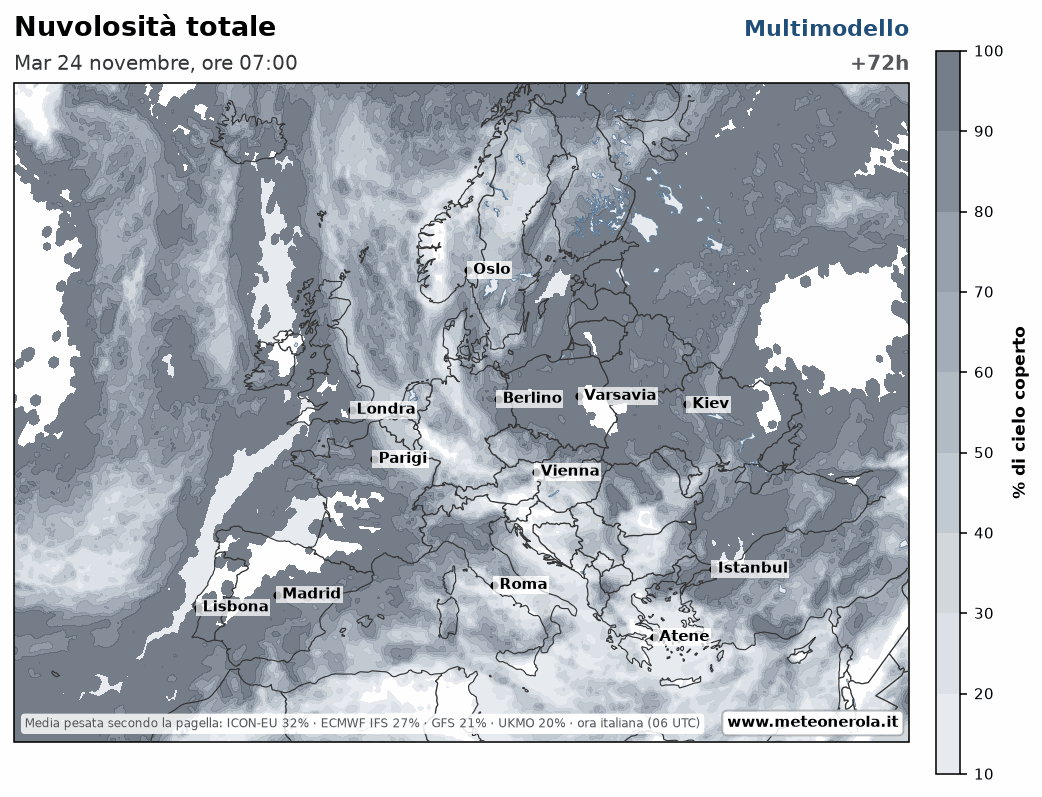 Nuvolosità totale
Multimodello
Mar 24 novembre, ore 07:00
+72h
100
90
80
70
60
50
40
30
20
10
% di cielo coperto
Oslo
Berlino
Varsavia
Kiev
Londra
Parigi
Vienna
Istanbul
Roma
Madrid
Lisbona
Atene
Media pesata secondo la pagella: ICON-EU 32% · ECMWF IFS 27% · GFS 21% · UKMO 20% · ora italiana (06 UTC)
www.meteonerola.it